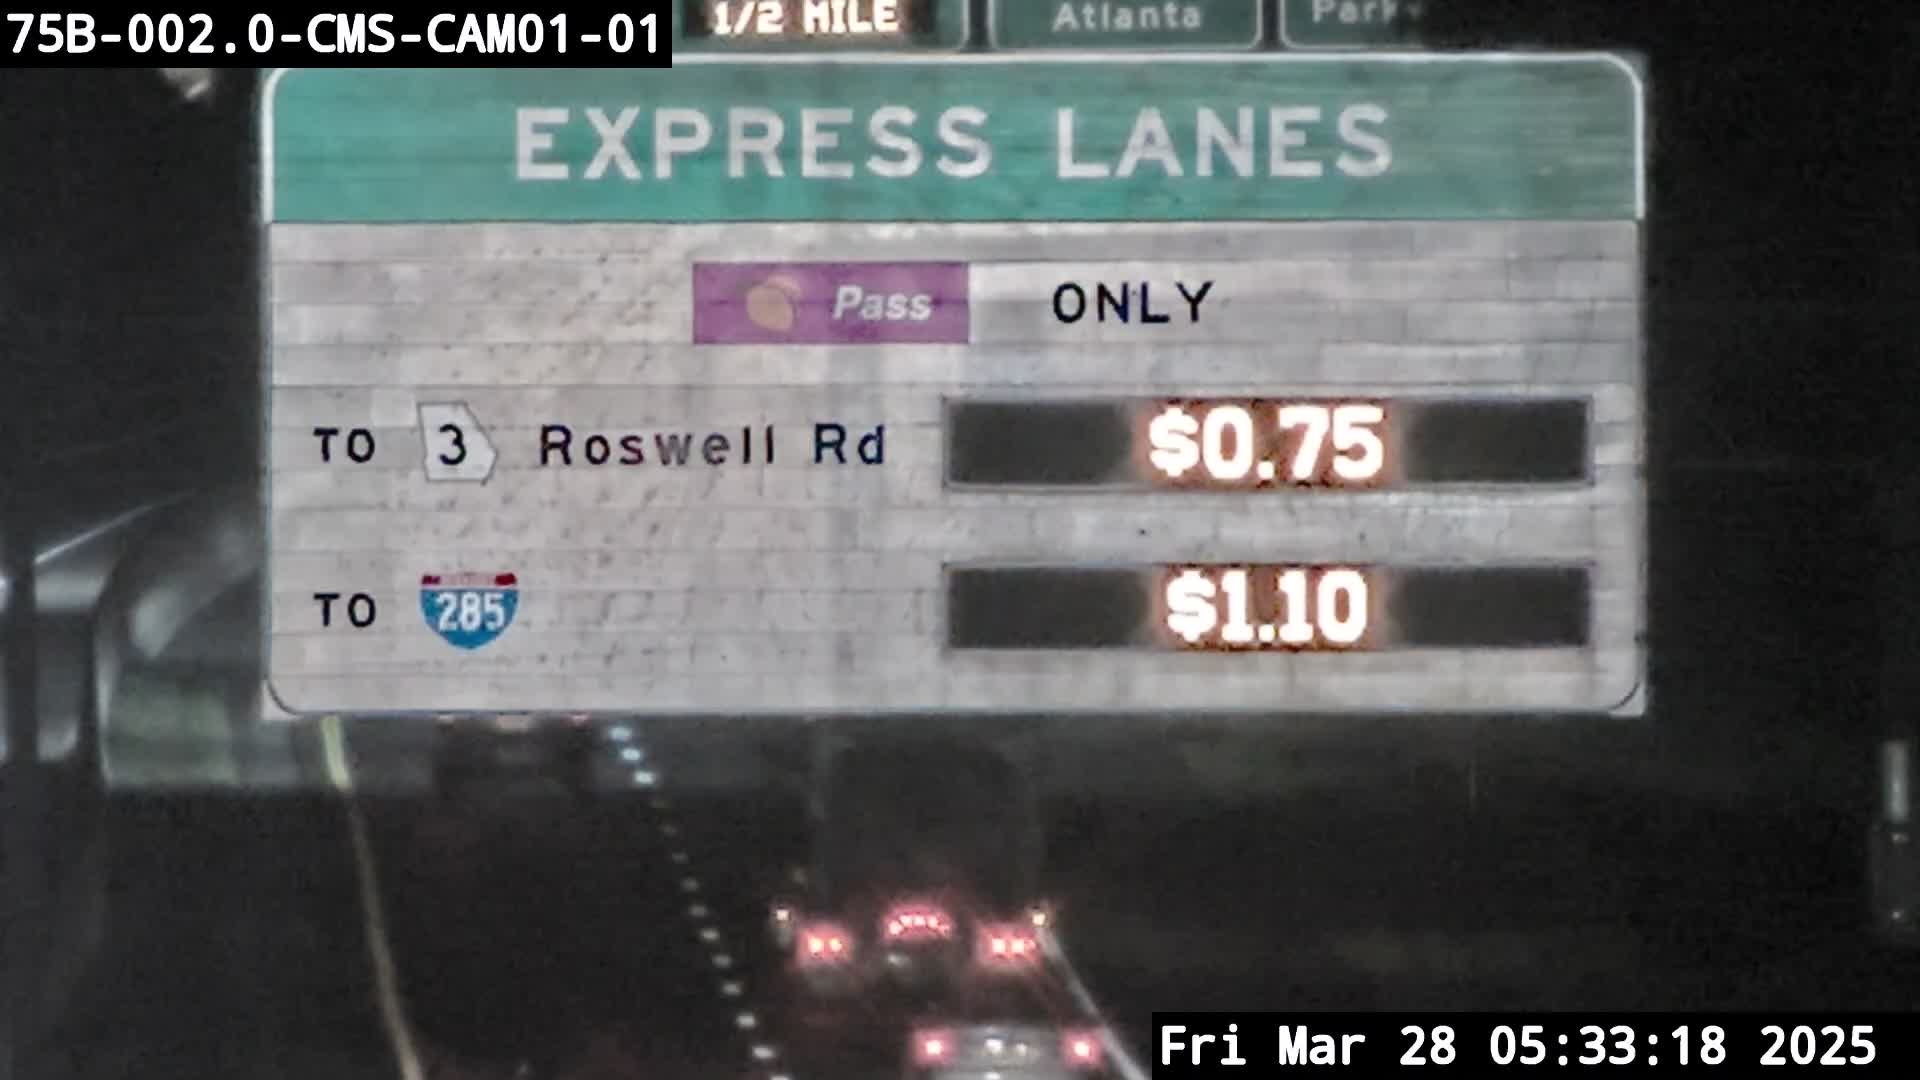 75B-002.0-CMS-CAM01-01
1/2 MILE
Atlanta
EXPRESS LANES
Pass ONLY
TO 3 Roswell Rd $0.75
TO 285 $1.10
Fri Mar 28 05:33:18 2025